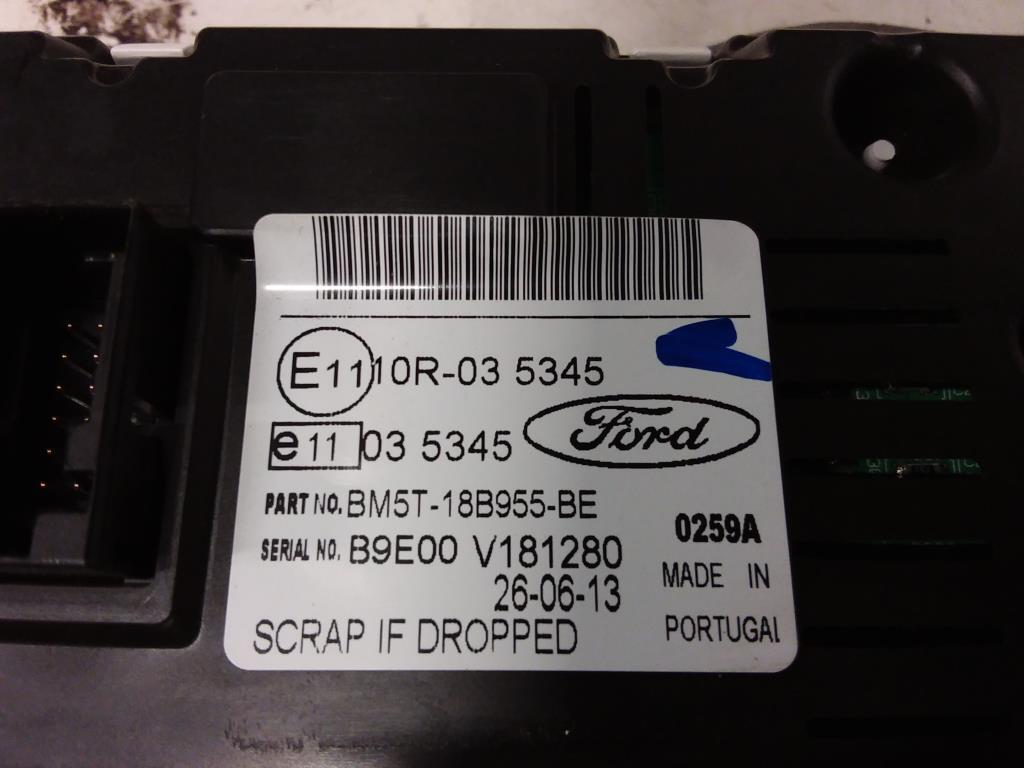 E11 10R-03 5345
e11 03 5345
Ford
PART NO. BM5T-18B955-BE
SERIAL NO. B9E00 V181280
0259A
26-06-13
MADE IN
PORTUGAL
SCRAP IF DROPPED